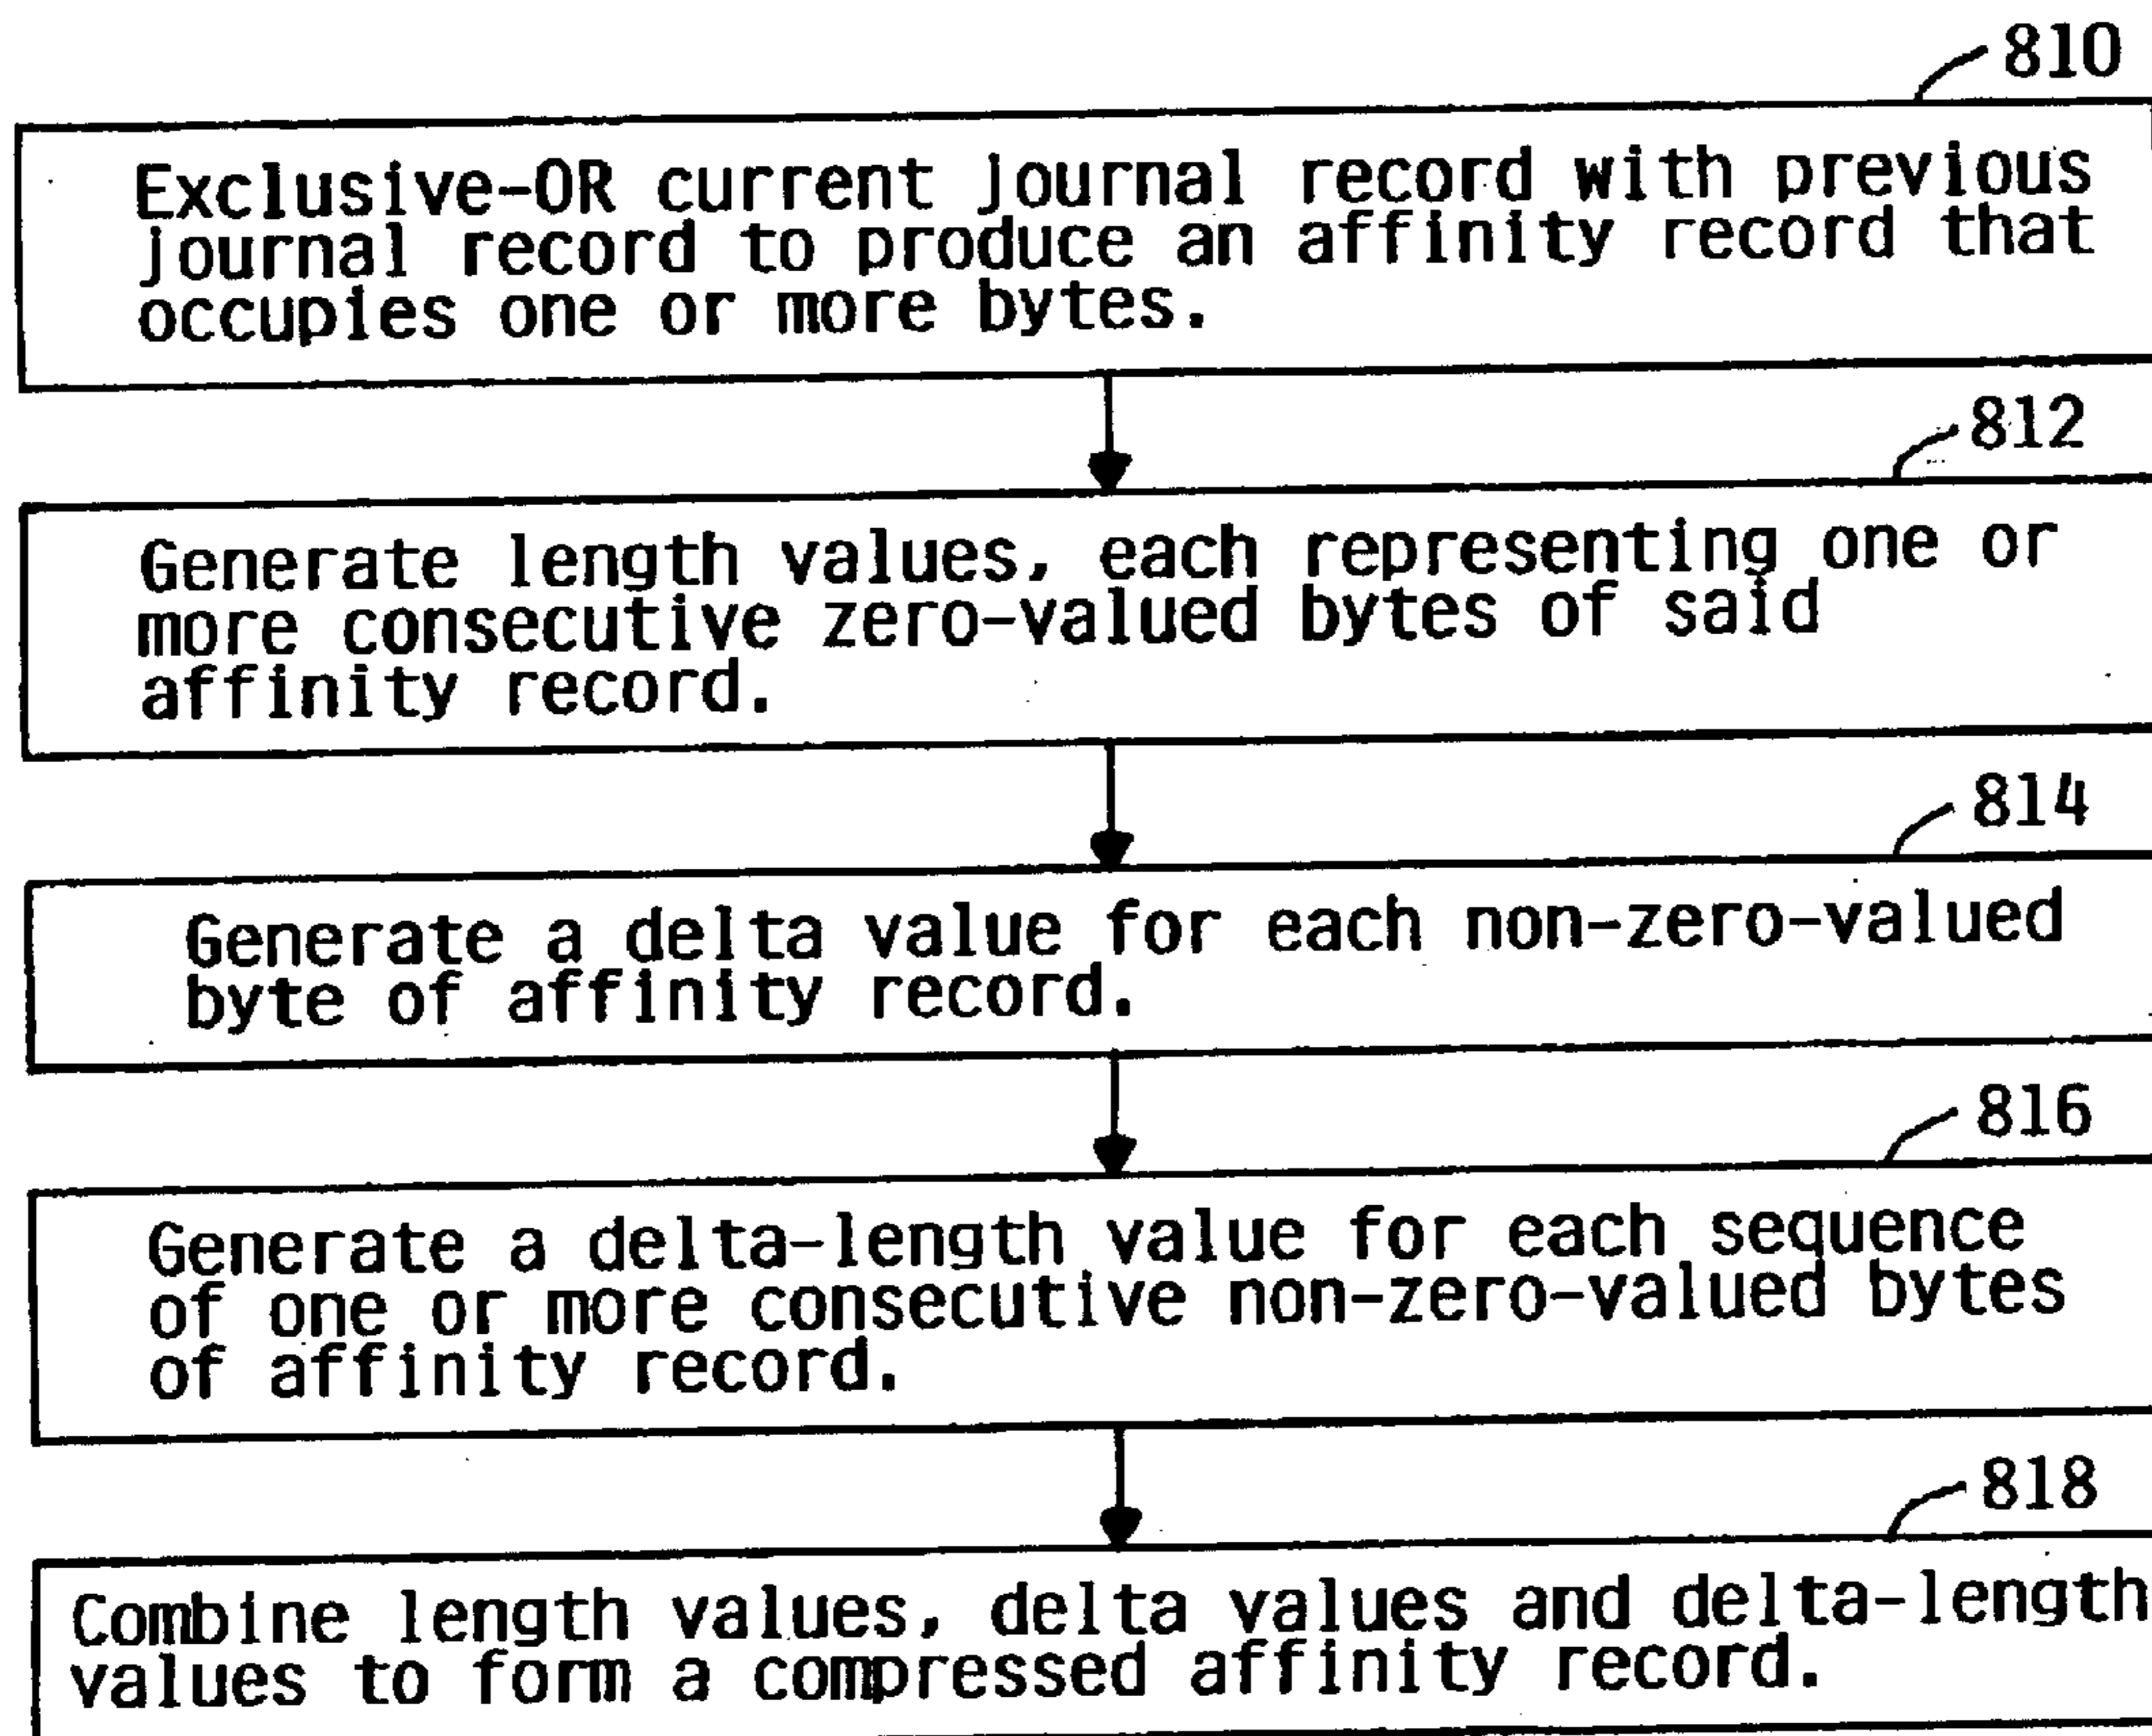 810
Exclusive-OR current journal record with previous
journal record to produce an affinity record that
occupies one or more bytes.
812
Generate length values, each representing one or
more consecutive zero-valued bytes of said
affinity record.
814
Generate a delta value for each non-zero-valued
byte of affinity record.
816
Generate a delta-length value for each sequence
of one or more consecutive non-zero-valued bytes
of affinity record.
818
Combine length values, delta values and delta-length
values to form a compressed affinity record.